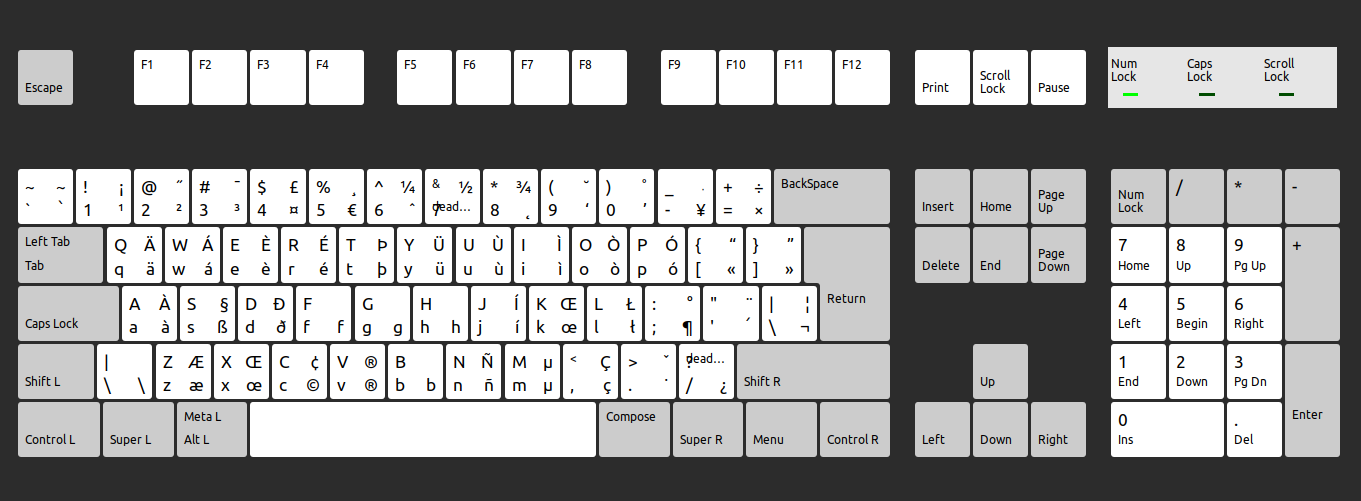 Escape F1 F2 F3 F4 F5 F6 F7 F8 F9 F10 F11 F12 Print Scroll Lock Pause Num Lock Caps Lock Scroll Lock
~ ~ ! ¡ @ ˝ # ¯ $ £ % ¸ ^ ¼ & ½ * ¾ ( ˘ ) ° _ ˙ + ÷ BackSpace Insert Home Page Up Num Lock / * -
` ` 1 ¹ 2 ² 3 ³ 4 ¤ 5 € 6 ˆ 7 dead... 8 ˛ 9 ‘ 0 ’ - ¥ = ×
Left Tab Q Ä W Á E È R É T Þ Y Ü U Ù I Ì O Ò P Ó { “ } ” Delete End Page Down 7 Home 8 Up 9 Pg Up +
Tab q ä w á e è r é t þ y ü u ù i ì o ò p ó [ « ] »
Caps Lock A À S § D Ð F G H J Í K Œ L Ł : ° " ¨ | ¦ Return 4 Left 5 Begin 6 Right
a à s ß d ð f f g g h h j í k œ l ł ; ¶ ' ´ \ ¬
Shift L | Z Æ X Œ C ¢ V ® B N Ñ M µ < Ç > ˇ ? dead... Shift R Up 1 End 2 Down 3 Pg Dn Enter
\ \ z æ x œ c © v ® b b n ñ m µ , ç . ˙ / ¿
Control L Super L Meta L Alt L Compose Super R Menu Control R Left Down Right 0 Ins . Del